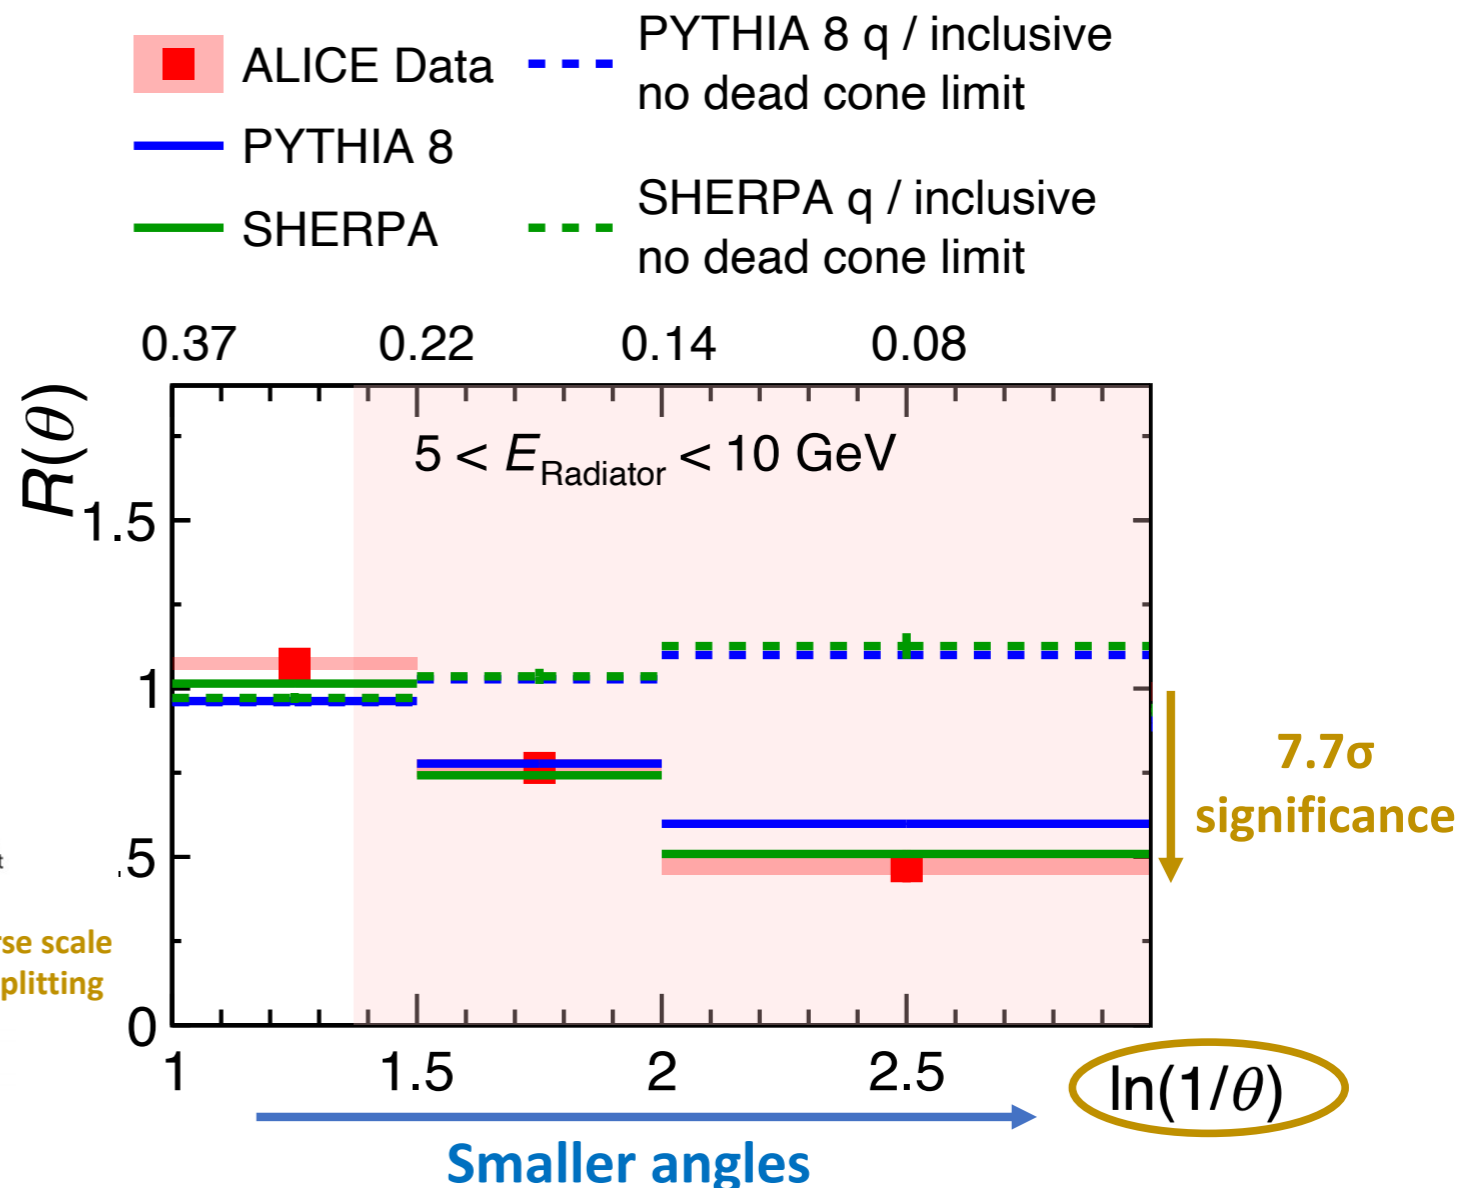 ALICE Data
PYTHIA 8
SHERPA
PYTHIA 8 q / inclusive
no dead cone limit
SHERPA q / inclusive
no dead cone limit
0.37 0.22 0.14 0.08
R(θ)
5 < E_Radiator < 10 GeV
1.5
1
.5
0
7.7σ
significance
t
rse scale
plitting
1 1.5 2 2.5
ln(1/θ)
Smaller angles